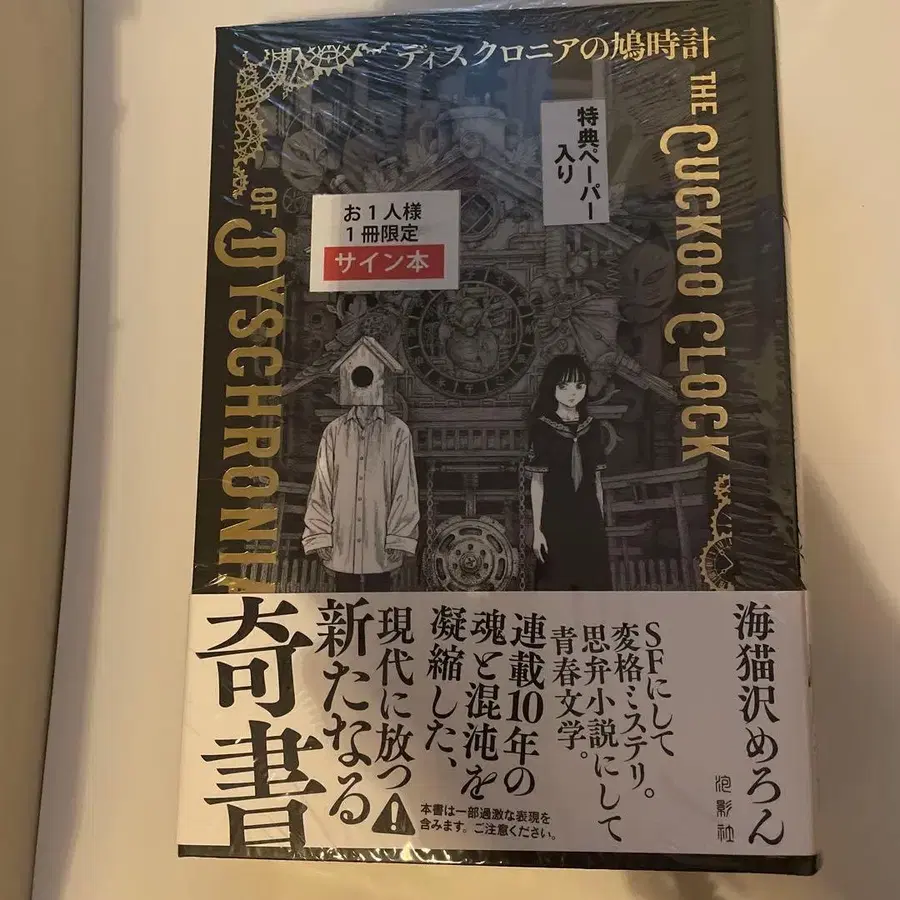 ディスクロニアの鳩時計
THE CUCKOO CLOCK
OF DYSCHRONIA
特典ペーパー
入り
お1人様
1冊限定
サイン本
海猫沢めろん
泡影社
SFにして
変格ミステリ。
思弁小説にして
青春文学。
連載10年の
魂と混沌を
凝縮した、
現代に放つ
新たなる
奇書
本書は一部過激な表現を
含みます。ご注意ください。